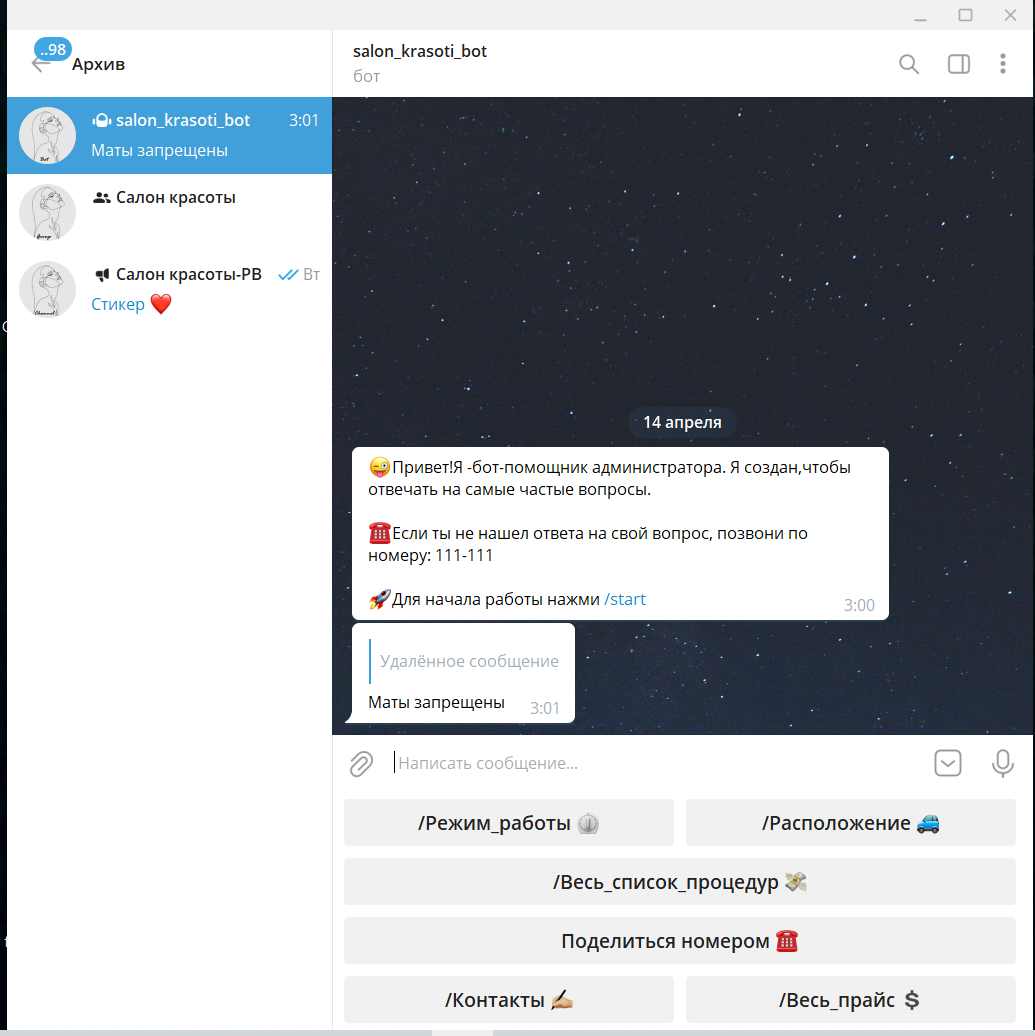 ..98
Архив
salon_krasoti_bot
бот
salon_krasoti_bot 3:01
Маты запрещены
Салон красоты
Салон красоты-РВ Вт
Стикер ❤️
14 апреля
😜Привет!Я -бот-помощник администратора. Я создан,чтобы
отвечать на самые частые вопросы.
☎️Если ты не нашел ответа на свой вопрос, позвони по
номеру: 111-111
🚀Для начала работы нажми /start
3:00
Удалённое сообщение
Маты запрещены 3:01
Написать сообщение...
/Режим_работы
/Расположение 🚙
/Весь_список_процедур 💸
Поделиться номером ☎️
/Контакты ✍🏼
/Весь_прайс 💲